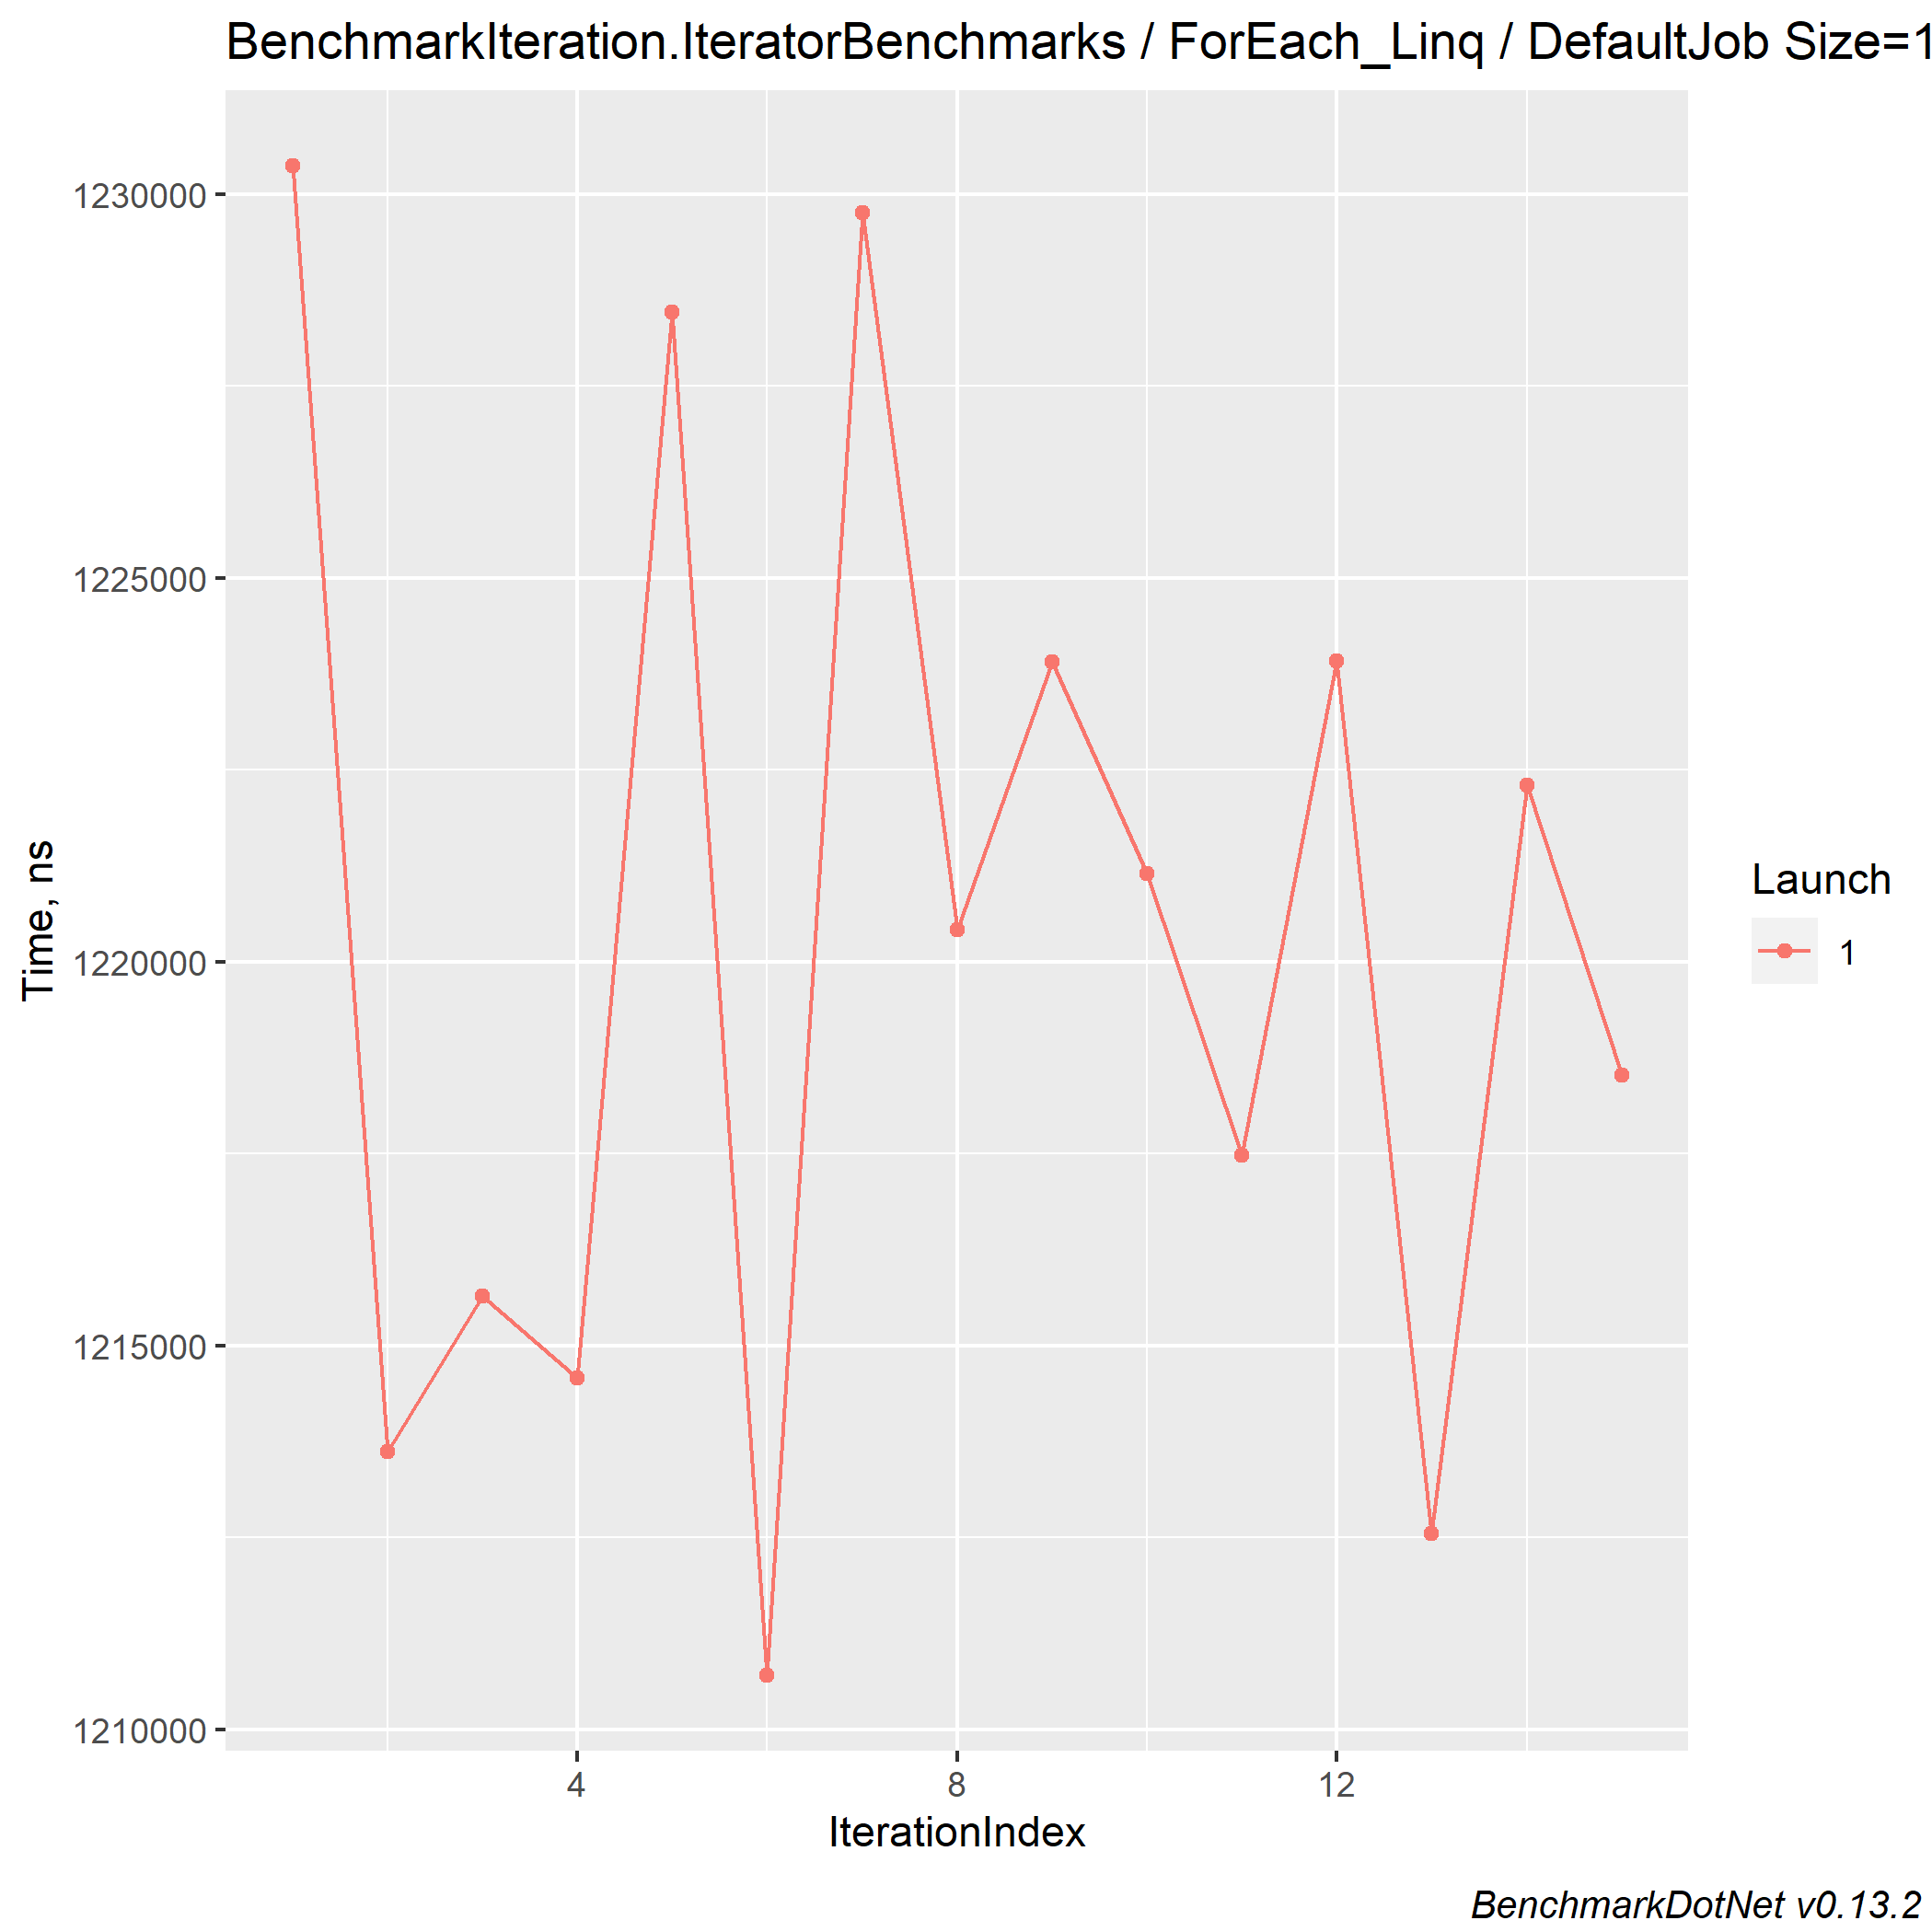 BenchmarkIteration.IteratorBenchmarks / ForEach_Linq / DefaultJob Size=1
1230000
1225000
1220000
1215000
1210000
Time, ns
4 8 12
IterationIndex
Launch
1
BenchmarkDotNet v0.13.2